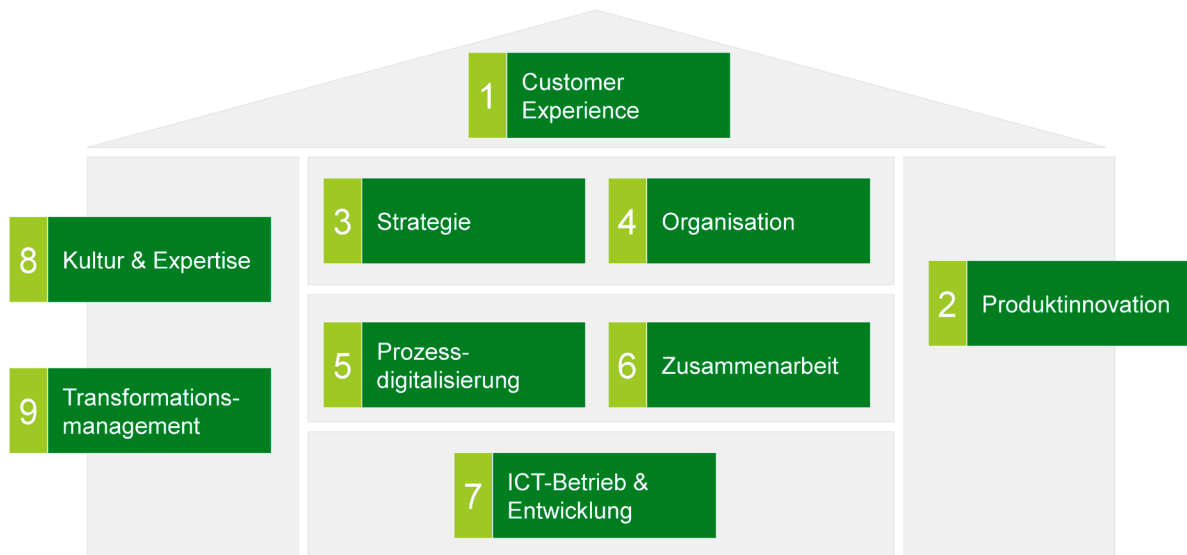 1 Customer
Experience
3 Strategie
4 Organisation
8 Kultur & Expertise
2 Produktinnovation
5 Prozess-
digitalisierung
6 Zusammenarbeit
9 Transformations-
management
7 ICT-Betrieb &
Entwicklung